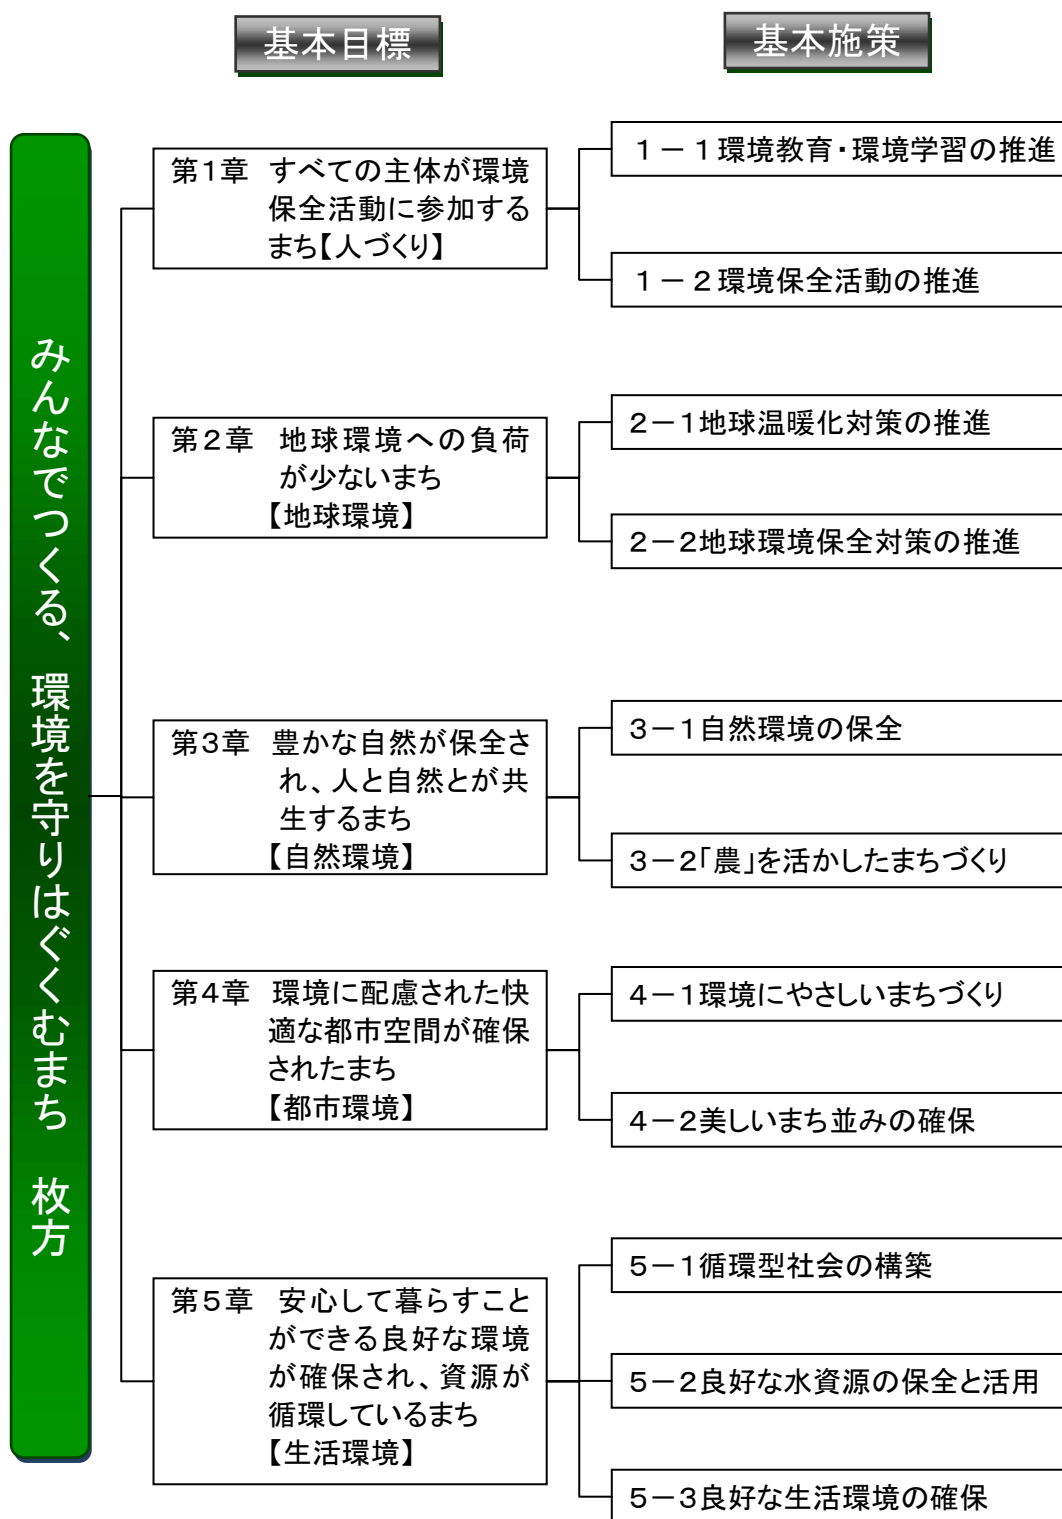 基本目標
基本施策
みんなでつくる、環境を守りはぐくむまち　枚方
第1章　すべての主体が環境
保全活動に参加する
まち【人づくり】
1－1環境教育・環境学習の推進
1－2環境保全活動の推進
第2章　地球環境への負荷
が少ないまち
【地球環境】
2－1地球温暖化対策の推進
2－2地球環境保全対策の推進
第3章　豊かな自然が保全さ
れ、人と自然とが共
生するまち
【自然環境】
3－1自然環境の保全
3－2「農」を活かしたまちづくり
第4章　環境に配慮された快
適な都市空間が確保
されたまち
【都市環境】
4－1環境にやさしいまちづくり
4－2美しいまち並みの確保
第5章　安心して暮らすこと
ができる良好な環境
が確保され、資源が
循環しているまち
【生活環境】
5－1循環型社会の構築
5－2良好な水資源の保全と活用
5－3良好な生活環境の確保